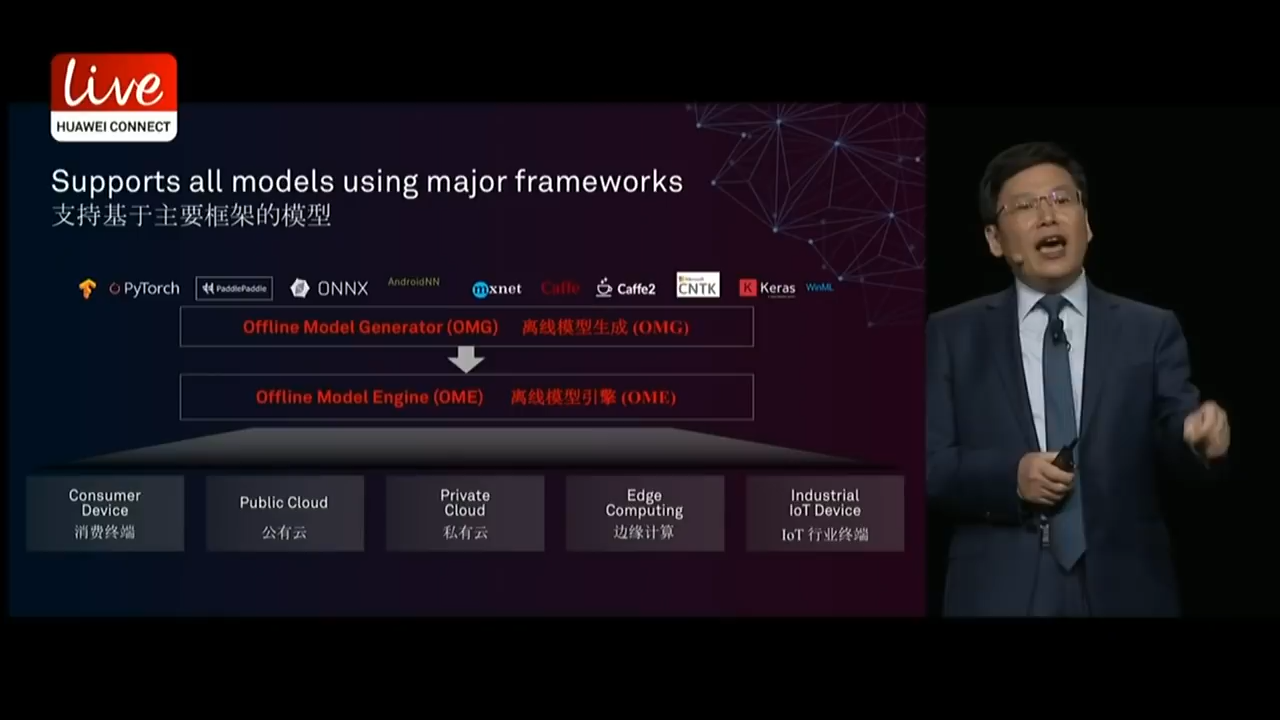 Live
HUAWEI CONNECT
Supports all models using major frameworks
支持基于主要框架的模型
PyTorch PaddlePaddle ONNX AndroidNN mxnet Caffe Caffe2 Microsoft CNTK Keras WinML
Offline Model Generator (OMG) 离线模型生成 (OMG)
Offline Model Engine (OME) 离线模型引擎 (OME)
Consumer
Device
消费终端
Public Cloud
公有云
Private
Cloud
私有云
Edge
Computing
边缘计算
Industrial
IoT Device
IoT 行业终端